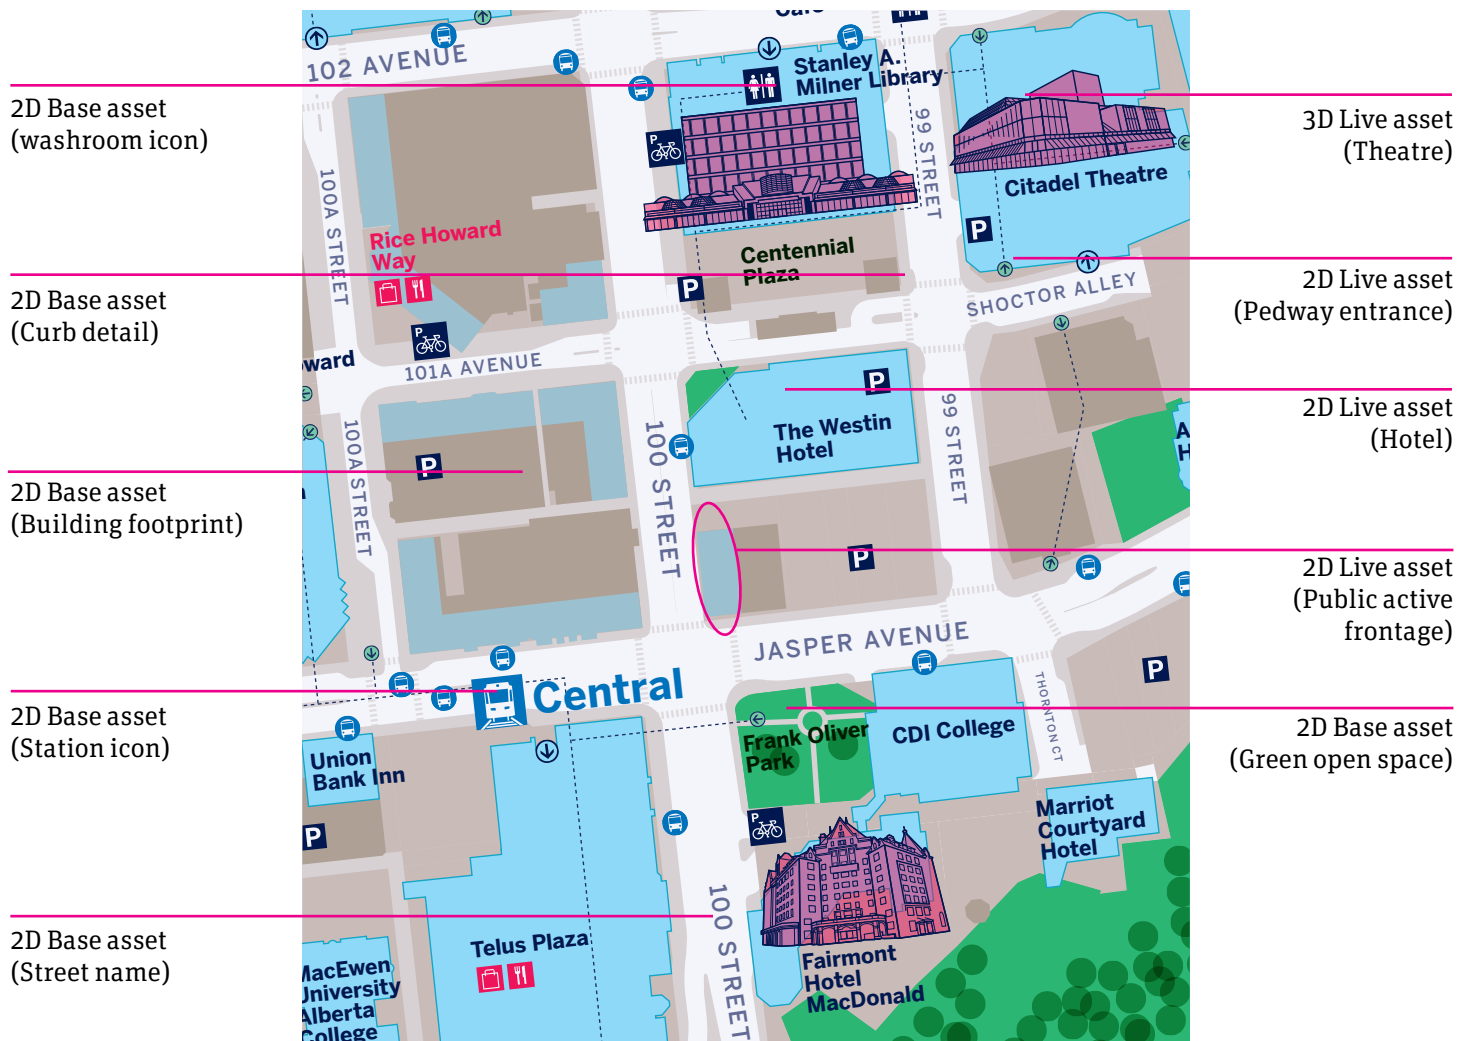 2D Base asset
(washroom icon)
2D Base asset
(Curb detail)
2D Base asset
(Building footprint)
2D Base asset
(Station icon)
2D Base asset
(Street name)
102 AVENUE
Stanley A.
Milner Library
P
99 STREET
Citadel Theatre
100A STREET
Rice Howard
Way
Centennial
Plaza
P
P
SHOCTOR ALLEY
P
101A AVENUE
P
The Westin
Hotel
99 STREET
A
H
100A STREET
P
100 STREET
P
JASPER AVENUE
Central
P
THORNTON CT
Frank Oliver
Park
CDI College
Union
Bank Inn
P
P
Marriot
Courtyard
Hotel
100 STREET
Telus Plaza
Fairmont
Hotel
MacDonald
MacEwen
University
Alberta
College
3D Live asset
(Theatre)
2D Live asset
(Pedway entrance)
2D Live asset
(Hotel)
2D Live asset
(Public active
frontage)
2D Base asset
(Green open space)